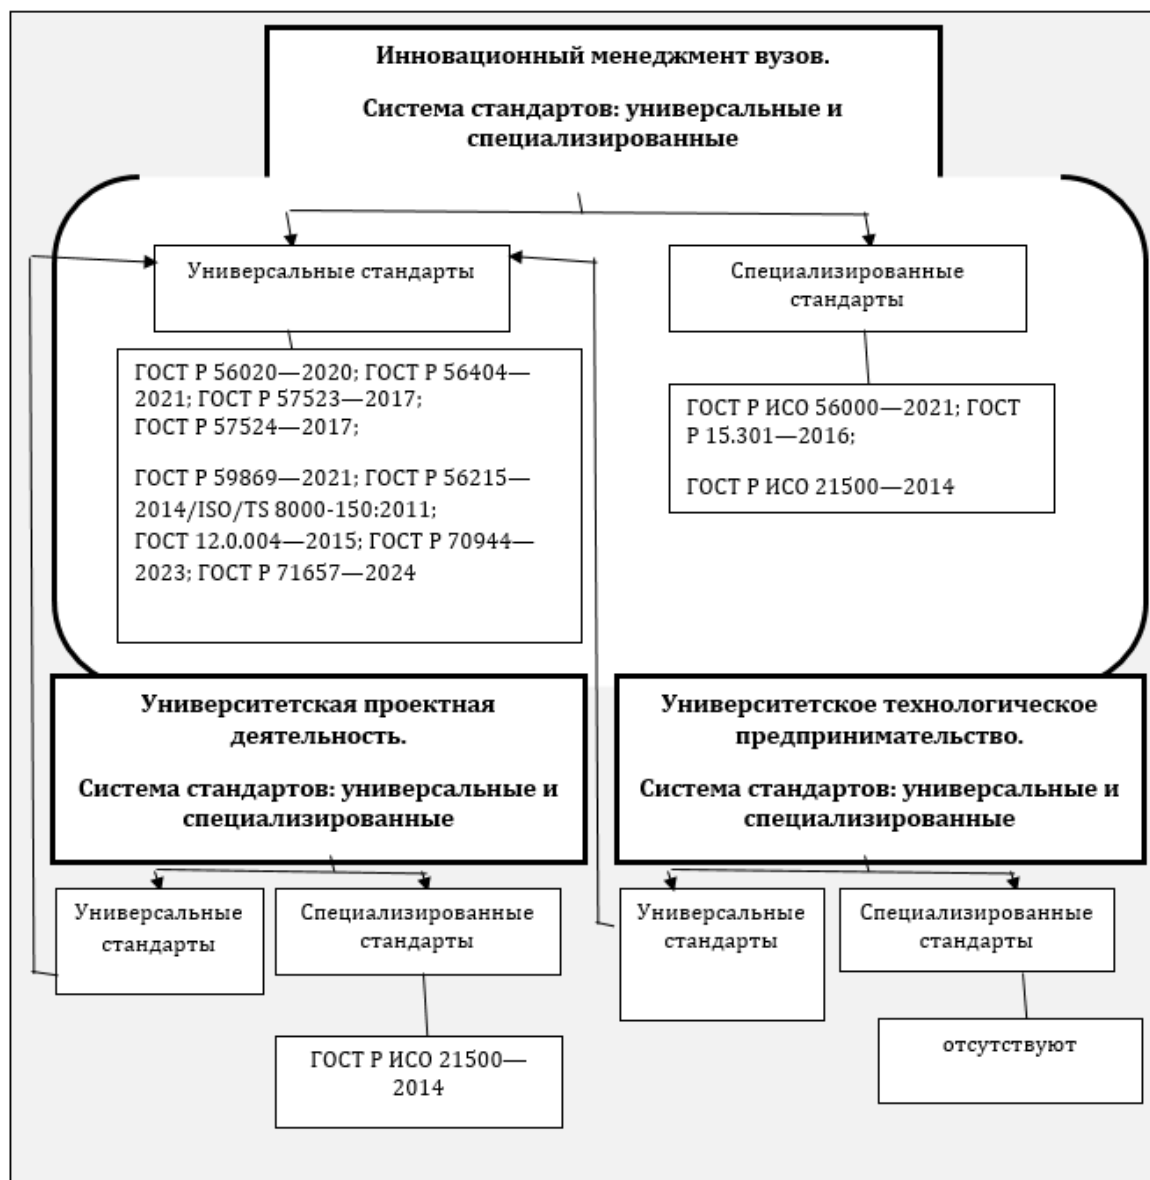 Инновационный менеджмент вузов.
Система стандартов: универсальные и
специализированные
Универсальные стандарты
Специализированные
стандарты
ГОСТ Р 56020—2020; ГОСТ Р 56404—
2021; ГОСТ Р 57523—2017;
ГОСТ Р 57524—2017;
ГОСТ Р 59869—2021; ГОСТ Р 56215—
2014/ISO/TS 8000-150:2011;
ГОСТ 12.0.004—2015; ГОСТ Р 70944—
2023; ГОСТ Р 71657—2024
ГОСТ Р ИСО 56000—2021; ГОСТ
Р 15.301—2016;
ГОСТ Р ИСО 21500—2014
Университетская проектная
деятельность.
Система стандартов: универсальные и
специализированные
Университетское технологическое
предпринимательство.
Система стандартов: универсальные и
специализированные
Универсальные
стандарты
Специализированные
стандарты
Универсальные
стандарты
Специализированные
стандарты
ГОСТ Р ИСО 21500—
2014
отсутствуют